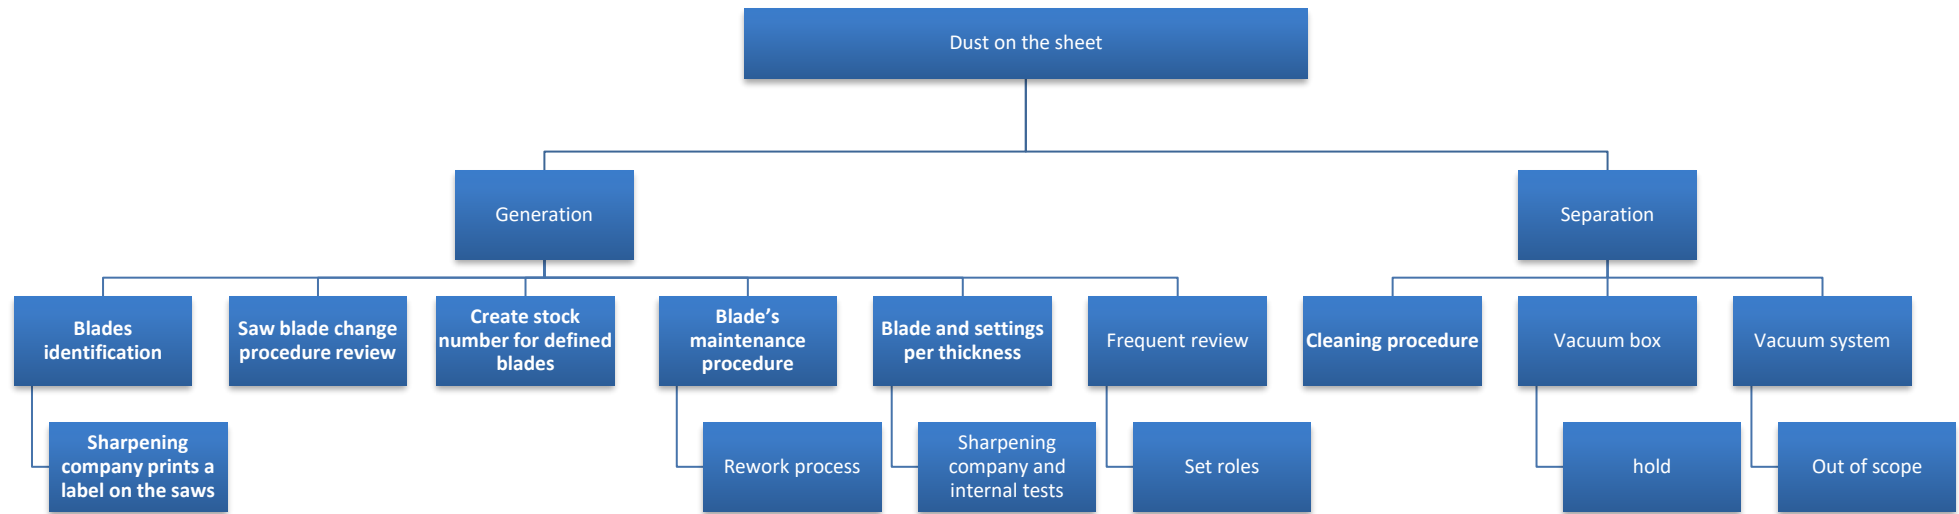 Dust on the sheet
Generation
Separation
Blades
identification
Saw blade change
procedure review
Create stock
number for defined
blades
Blade’s
maintenance
procedure
Blade and settings
per thickness
Frequent review
Cleaning procedure
Vacuum box
Vacuum system
Sharpening
company prints a
label on the saws
Rework process
Sharpening
company and
internal tests
Set roles
hold
Out of scope